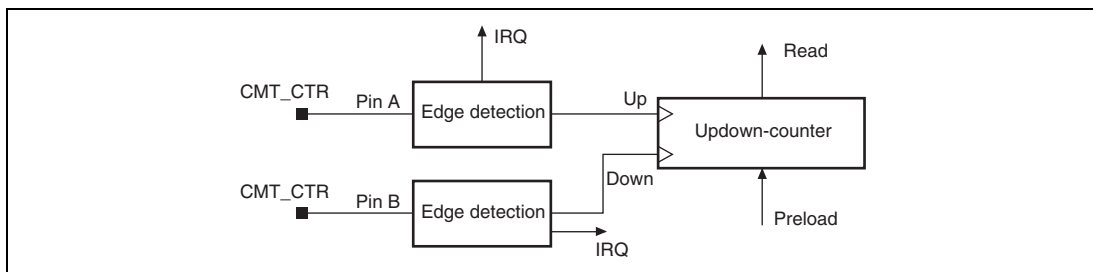 IRQ
Read
CMT_CTR
Pin A
Edge detection
Up
Updown-counter
CMT_CTR
Pin B
Edge detection
Down
IRQ
Preload